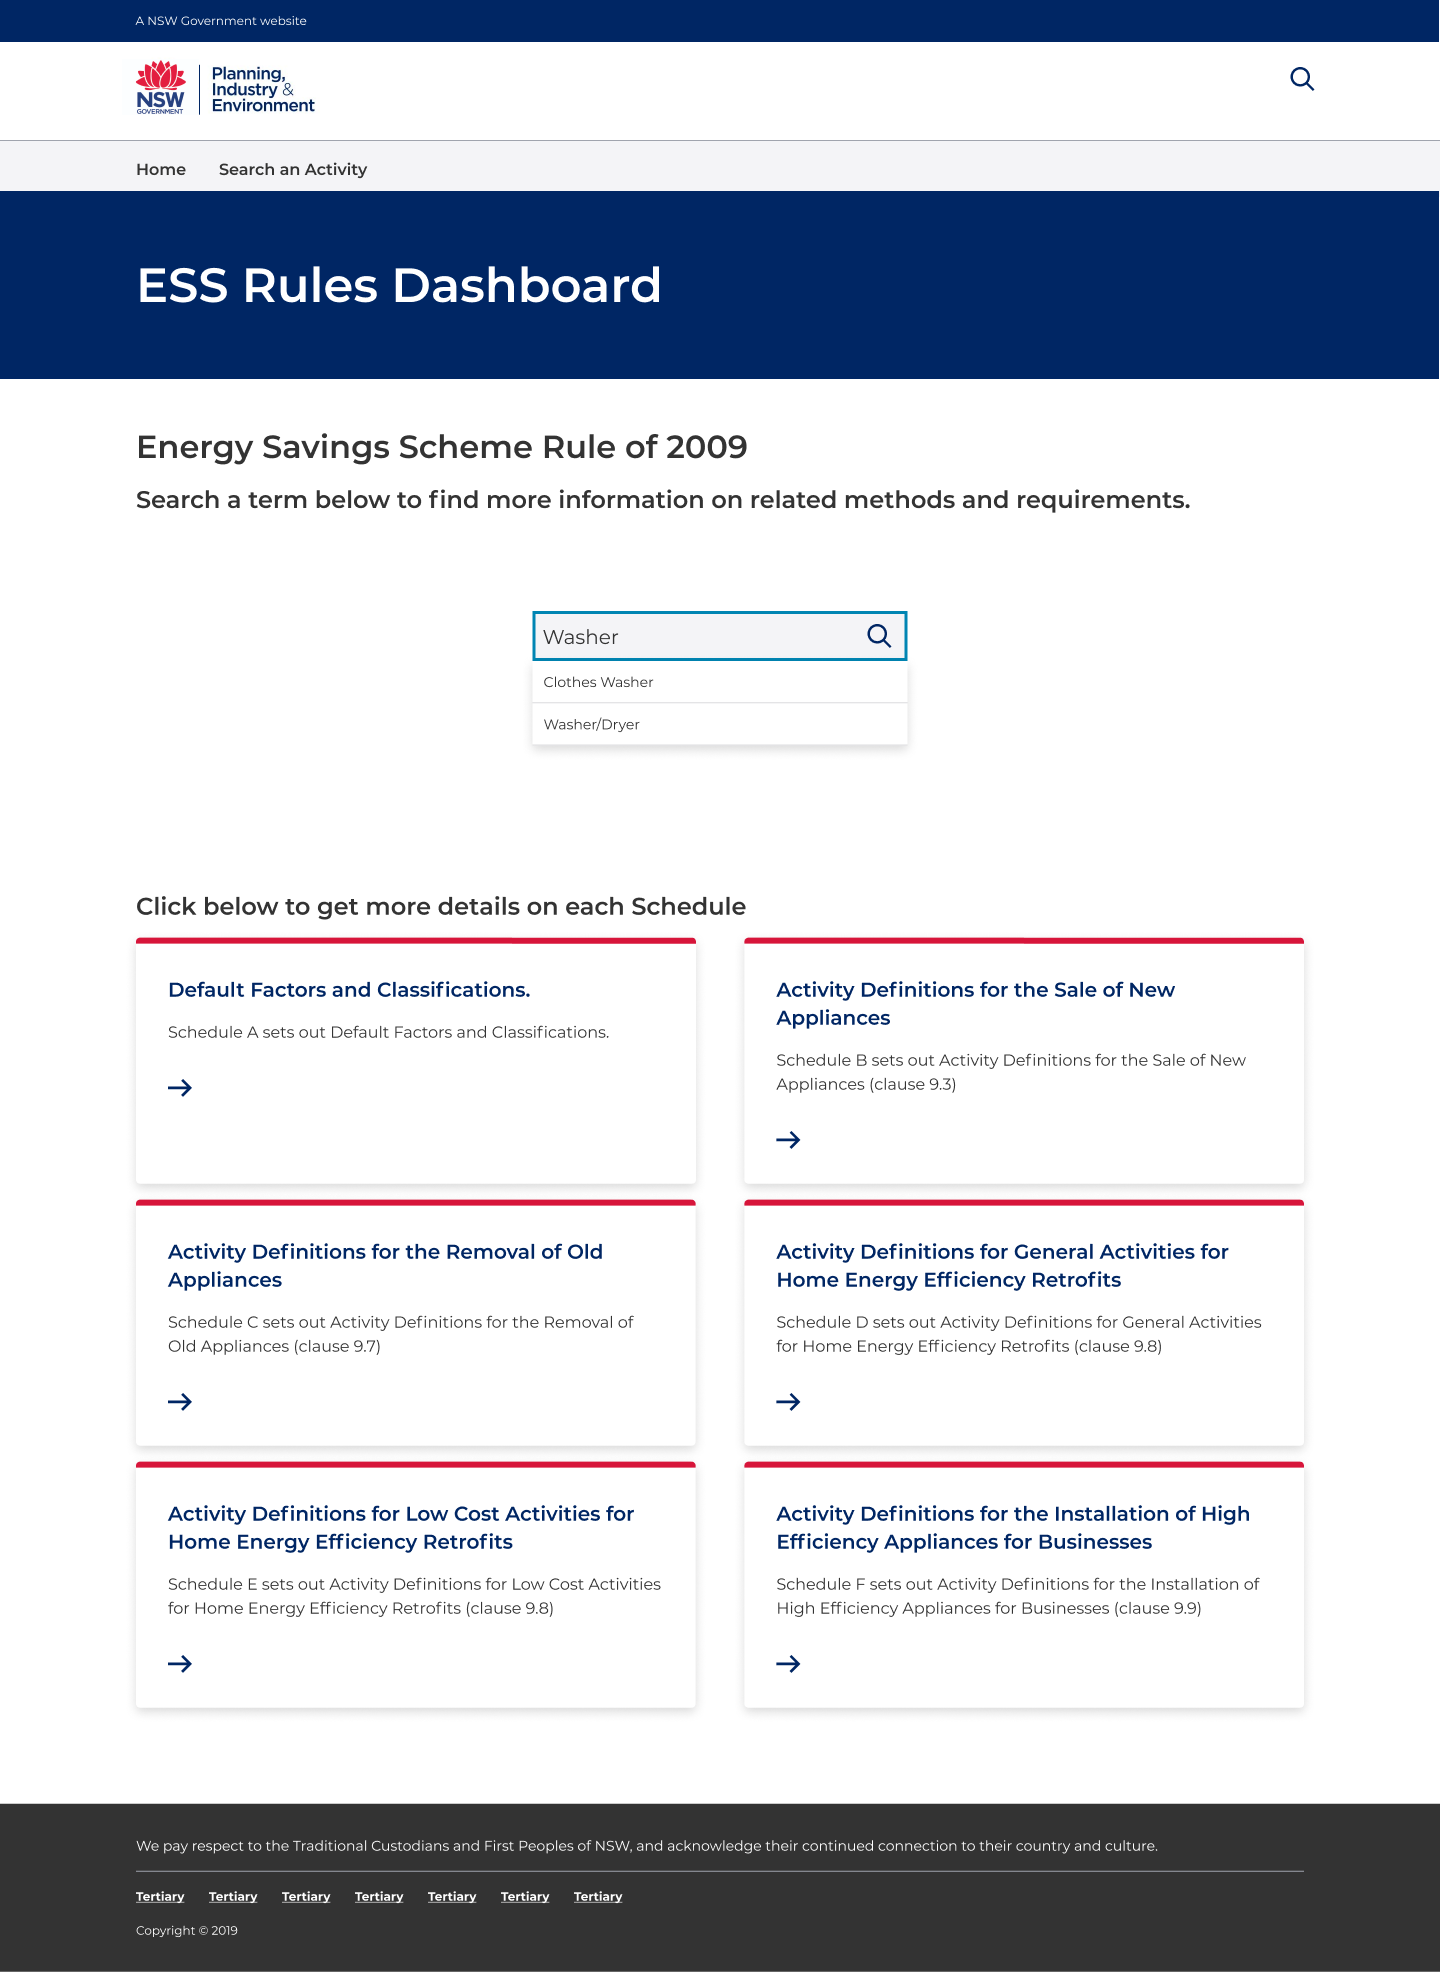 A NSW Government website
NSW
GOVERNMENT
Planning,
Industry &
Environment
Home Search an Activity
ESS Rules Dashboard
Energy Savings Scheme Rule of 2009
Search a term below to find more information on related methods and requirements.
Washer
Clothes Washer
Washer/Dryer
Click below to get more details on each Schedule
Default Factors and Classifications.
Schedule A sets out Default Factors and Classifications.
Activity Definitions for the Sale of New
Appliances
Schedule B sets out Activity Definitions for the Sale of New
Appliances (clause 9.3)
Activity Definitions for the Removal of Old
Appliances
Schedule C sets out Activity Definitions for the Removal of
Old Appliances (clause 9.7)
Activity Definitions for General Activities for
Home Energy Efficiency Retrofits
Schedule D sets out Activity Definitions for General Activities
for Home Energy Efficiency Retrofits (clause 9.8)
Activity Definitions for Low Cost Activities for
Home Energy Efficiency Retrofits
Schedule E sets out Activity Definitions for Low Cost Activities
for Home Energy Efficiency Retrofits (clause 9.8)
Activity Definitions for the Installation of High
Efficiency Appliances for Businesses
Schedule F sets out Activity Definitions for the Installation of
High Efficiency Appliances for Businesses (clause 9.9)
We pay respect to the Traditional Custodians and First Peoples of NSW, and acknowledge their continued connection to their country and culture.
Tertiary Tertiary Tertiary Tertiary Tertiary Tertiary Tertiary
Copyright © 2019